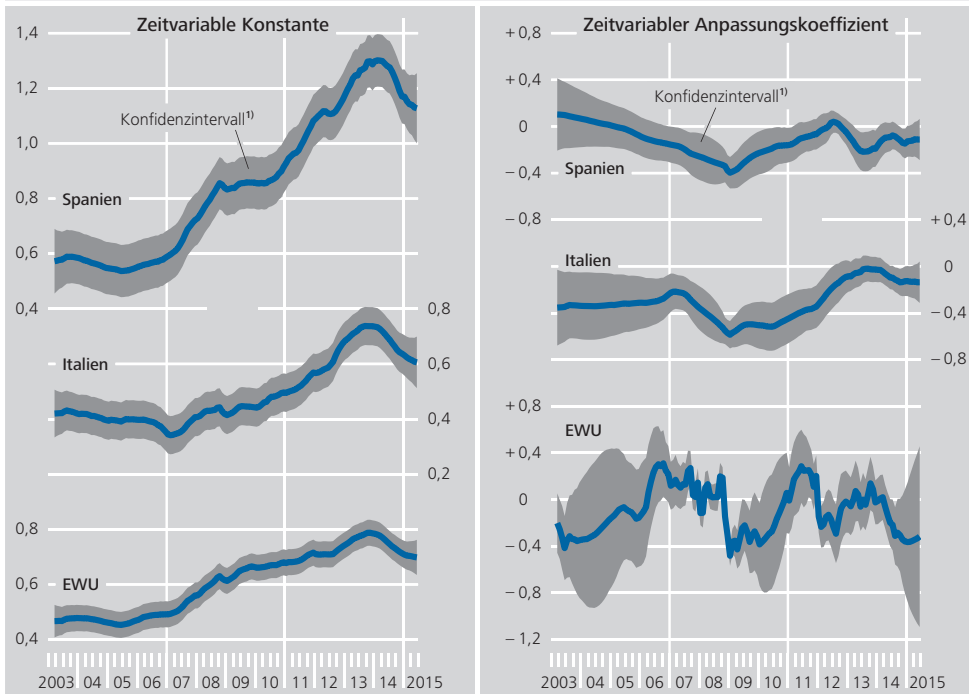 Zeitvariable Konstante
1,4
1,2
1,0
0,8
0,6
0,4
Konfidenzintervall¹⁾
Spanien
0,8
0,6
0,4
0,2
Italien
0,8
0,6
0,4
EWU
2003 04 05 06 07 08 09 10 11 12 13 14 2015
Zeitvariabler Anpassungskoeffizient
+ 0,8
+ 0,4
0
− 0,4
− 0,8
Konfidenzintervall¹⁾
Spanien
+ 0,4
0
− 0,4
− 0,8
Italien
+ 0,8
+ 0,4
0
− 0,4
− 0,8
− 1,2
EWU
2003 04 05 06 07 08 09 10 11 12 13 14 2015